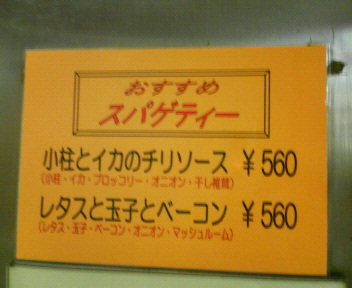 おすすめ
スパゲティー
小柱とイカのチリソース ¥560
（小柱・イカ・ブロッコリー・オニオン・干し椎茸）
レタスと玉子とベーコン ¥560
（レタス・玉子・ベーコン・オニオン・マッシュルーム）